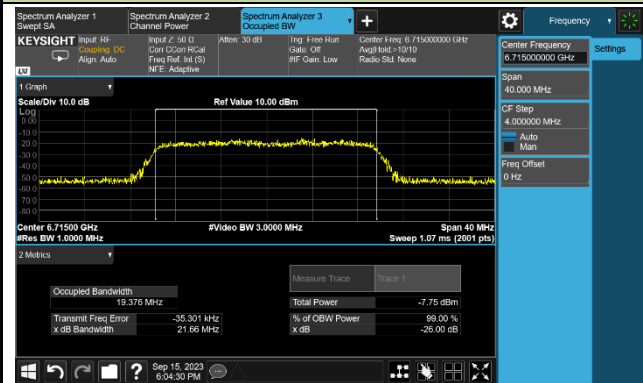 Spectrum Analyzer 1
Swept SA
Spectrum Analyzer 2
Channel Power
Spectrum Analyzer 3
Occupied BW
Frequency
KEYSIGHT
Input: RF
Coupling: DC
Align: Auto
Input Z: 50 Ω
Corr CCorr RCal
Freq Ref: Int (S)
NFE: Adaptive
Atten: 30 dB
Trig: Free Run
Gate: Off
#IF Gain: Low
Center Freq: 6.715000000 GHz
Avg|Hold:>10/10
Radio Std: None
LXI
Center Frequency
6.715000000 GHz
Settings
Span
40.000 MHz
CF Step
4.000000 MHz
Auto
Man
Freq Offset
0 Hz
1 Graph
Scale/Div 10.0 dB
Ref Value 10.00 dBm
Log
0.00
-10.0
-20.0
-30.0
-40.0
-50.0
-60.0
-70.0
-80.0
Center 6.71500 GHz
#Video BW 3.0000 MHz
Span 40 MHz
#Res BW 1.0000 MHz
Sweep 1.07 ms (2001 pts)
2 Metrics
Measure Trace
Trace 1
Occupied Bandwidth
19.376 MHz
Total Power
-7.75 dBm
Transmit Freq Error
-35.301 kHz
% of OBW Power
99.00 %
x dB Bandwidth
21.66 MHz
x dB
-26.00 dB
Sep 15, 2023
6:04:30 PM